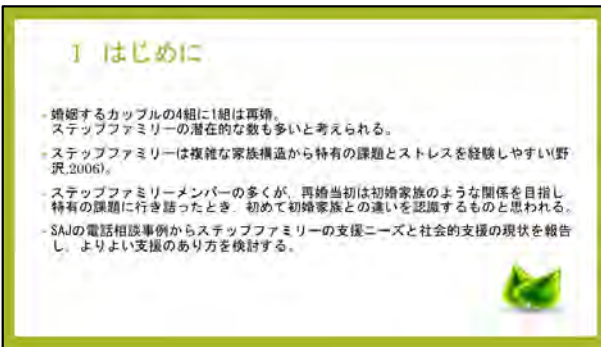 1 はじめに
・婚姻するカップルの4組に1組は再婚。
ステップファミリーの潜在的な数も多いと考えられる。
・ステップファミリーは複雑な家族構造から特有の課題とストレスを経験しやすい(野
沢,2006)。
・ステップファミリーメンバーの多くが、再婚当初は初婚家族のような関係を目指し
特有の課題に行き詰ったとき、初めて初婚家族との違いを認識するものと思われる。
・SAJの電話相談事例からステップファミリーの支援ニーズと社会的支援の現状を報告
し、よりよい支援のあり方を検討する。